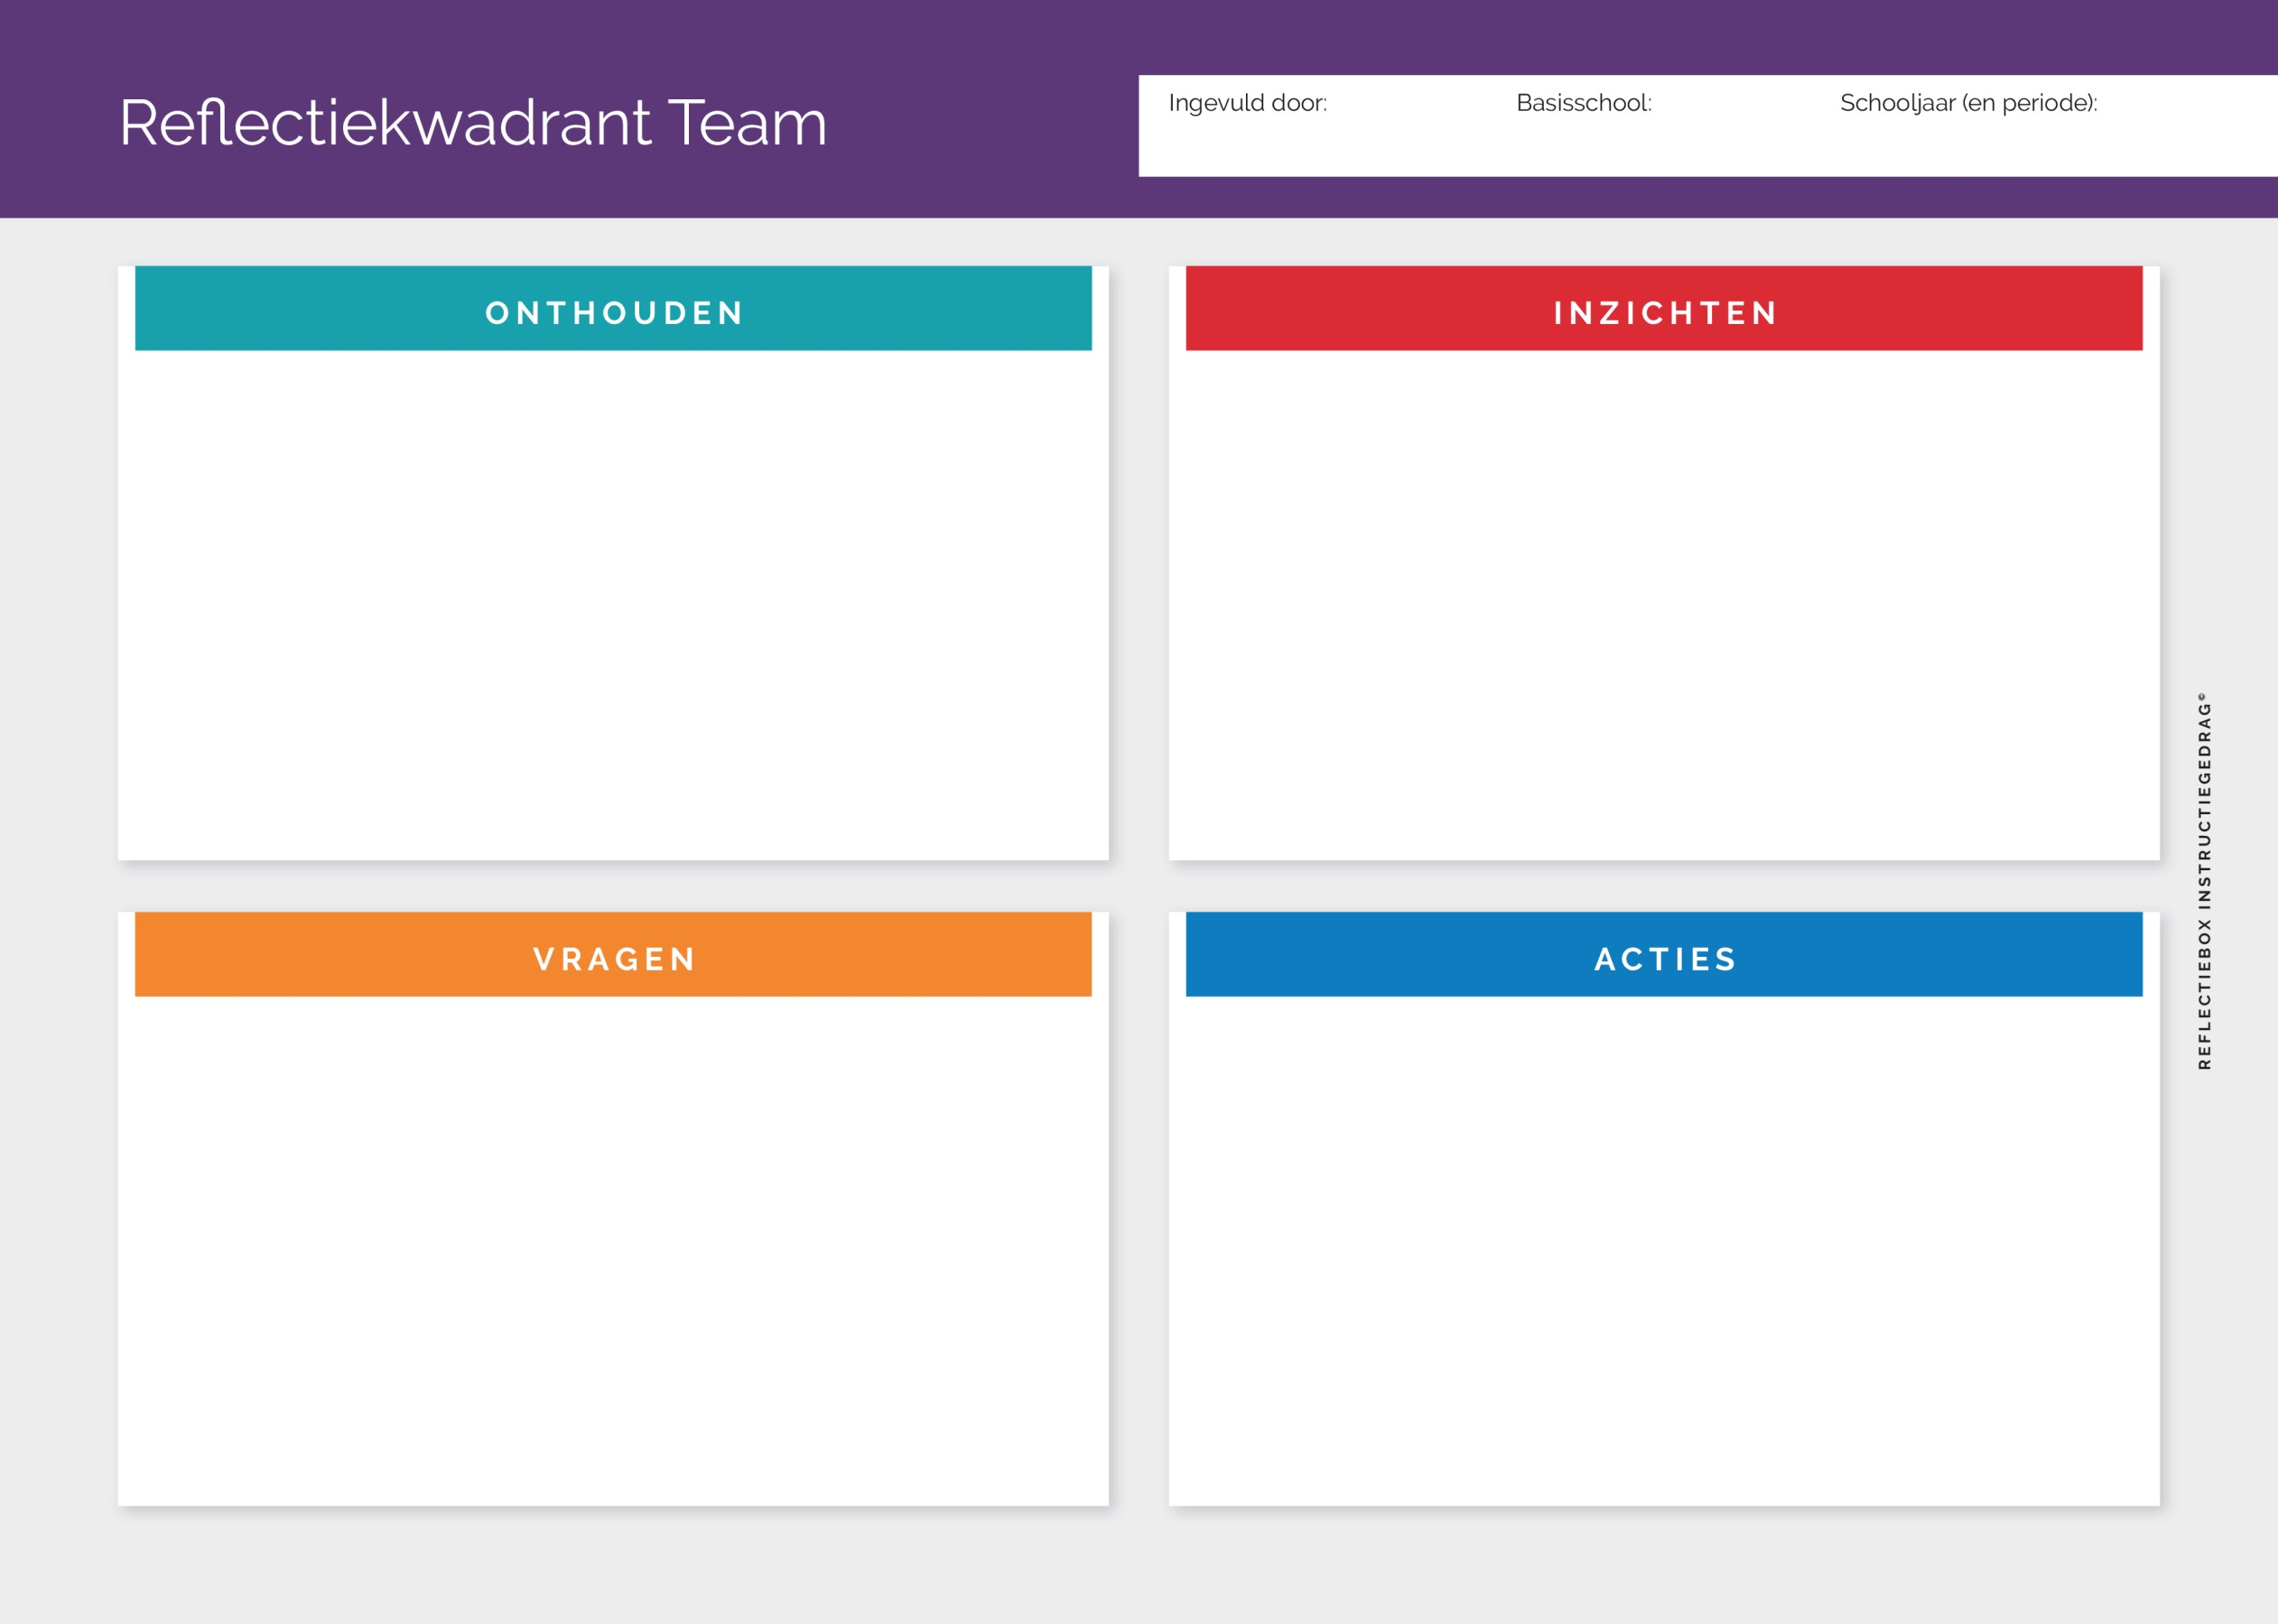 Reflectiekwadrant Team
Ingevuld door:
Basisschool:
Schooljaar (en periode):
ONTHOUDEN
INZICHTEN
VRAGEN
ACTIES
REFLECTIEBOX INSTRUCTIEGEDRAG©